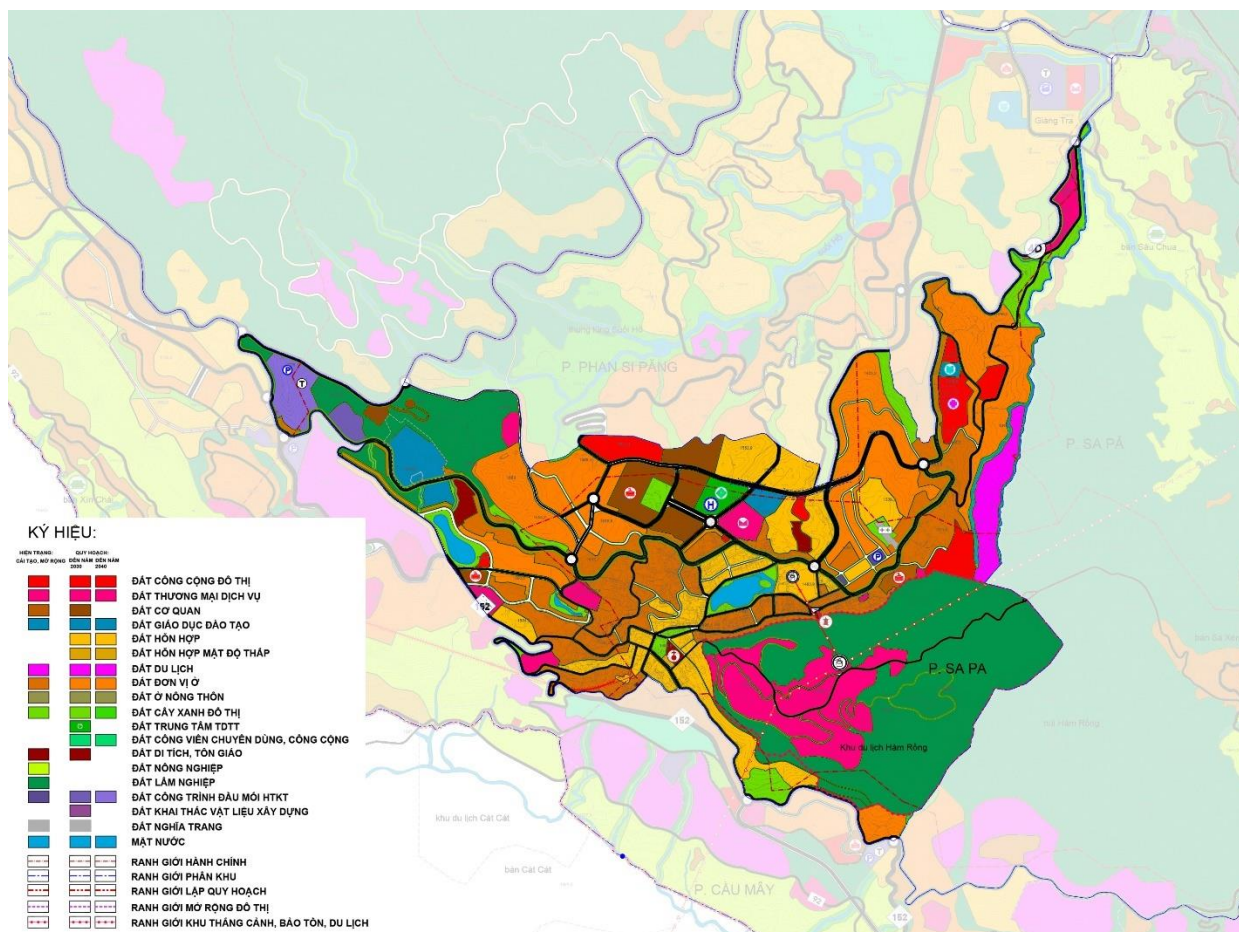 Giàng Tra
bản Sâu Chua
P. PHAN SI PĂNG
P. SA PẢ
92
bản Xin Chải
P
T
H
P
152
P. SA PA
Khu du lịch Hàm Rồng
152
khu du lịch Cát Cát
bản Cát Cát
P. CẦU MÂY
92
152
KÝ HIỆU:
HIỆN TRẠNG: QUY HOẠCH:
CẢI TẠO, MỞ RỘNG ĐẾN NĂM ĐẾN NĂM
2030 2040
ĐẤT CÔNG CỘNG ĐÔ THỊ
ĐẤT THƯƠNG MẠI DỊCH VỤ
ĐẤT CƠ QUAN
ĐẤT GIÁO DỤC ĐÀO TẠO
ĐẤT HỖN HỢP
ĐẤT HỖN HỢP MẬT ĐỘ THẤP
ĐẤT DU LỊCH
ĐẤT ĐƠN VỊ Ở
ĐẤT Ở NÔNG THÔN
ĐẤT CÂY XANH ĐÔ THỊ
ĐẤT TRUNG TÂM TDTT
ĐẤT CÔNG VIÊN CHUYÊN DÙNG, CÔNG CỘNG
ĐẤT DI TÍCH, TÔN GIÁO
ĐẤT NÔNG NGHIỆP
ĐẤT LÂM NGHIỆP
ĐẤT CÔNG TRÌNH ĐẦU MỐI HTKT
ĐẤT KHAI THÁC VẬT LIỆU XÂY DỰNG
ĐẤT NGHĨA TRANG
MẶT NƯỚC
RANH GIỚI HÀNH CHÍNH
RANH GIỚI PHÂN KHU
RANH GIỚI LẬP QUY HOẠCH
RANH GIỚI MỞ RỘNG ĐÔ THỊ
RANH GIỚI KHU THẮNG CẢNH, BẢO TỒN, DU LỊCH